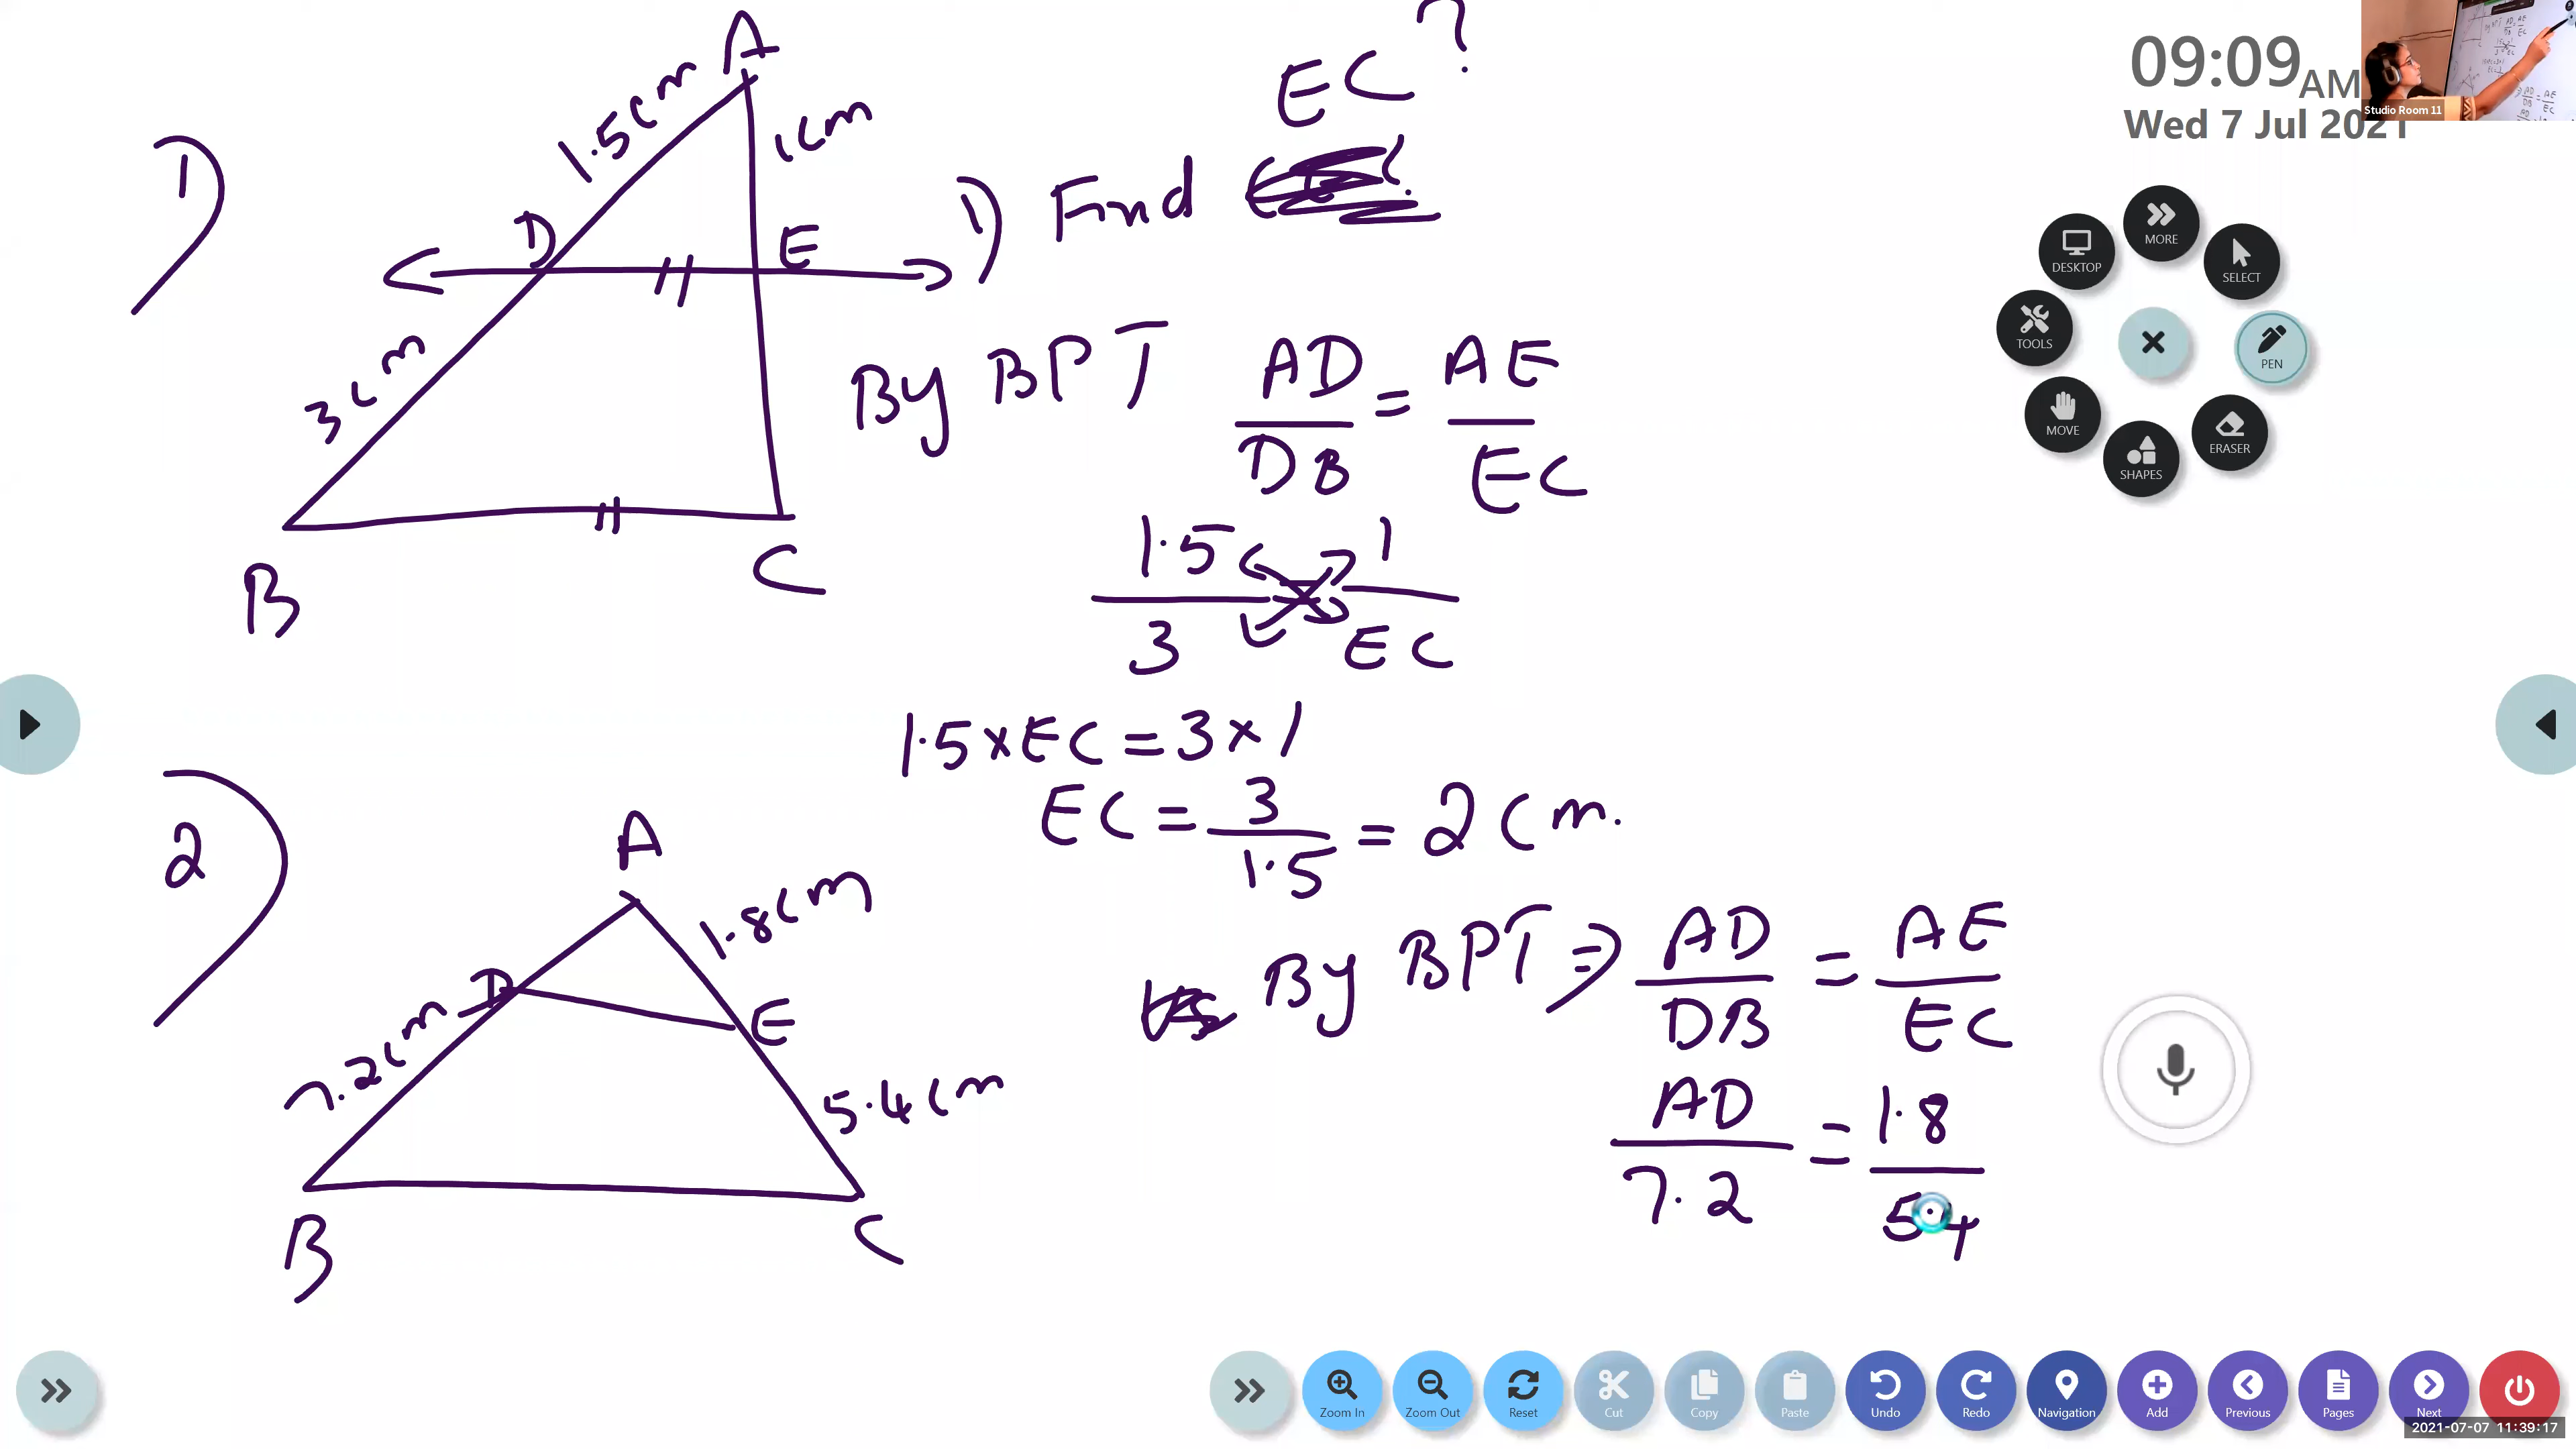 09:09 AM
Wed 7 Jul 2021
Studio Room 11
MORE
SELECT
DESKTOP
TOOLS
PEN
MOVE
ERASER
SHAPES
1)
A
1.5cm
1cm
D
E
3cm
B
C
1) Find EC?
By BPT AD/DB = AE/EC
1.5/3 = 1/EC
1.5×EC = 3×1
EC = 3/1.5 = 2cm.
2)
A
1.8cm
D
E
7.2cm
5.4cm
B
C
By BPT ⇒ AD/DB = AE/EC
AD/7.2 = 1.8/5.4
Zoom In
Zoom Out
Reset
Cut
Copy
Paste
Undo
Redo
Navigation
Add
Previous
Pages
Next
2021-07-07 11:39:17